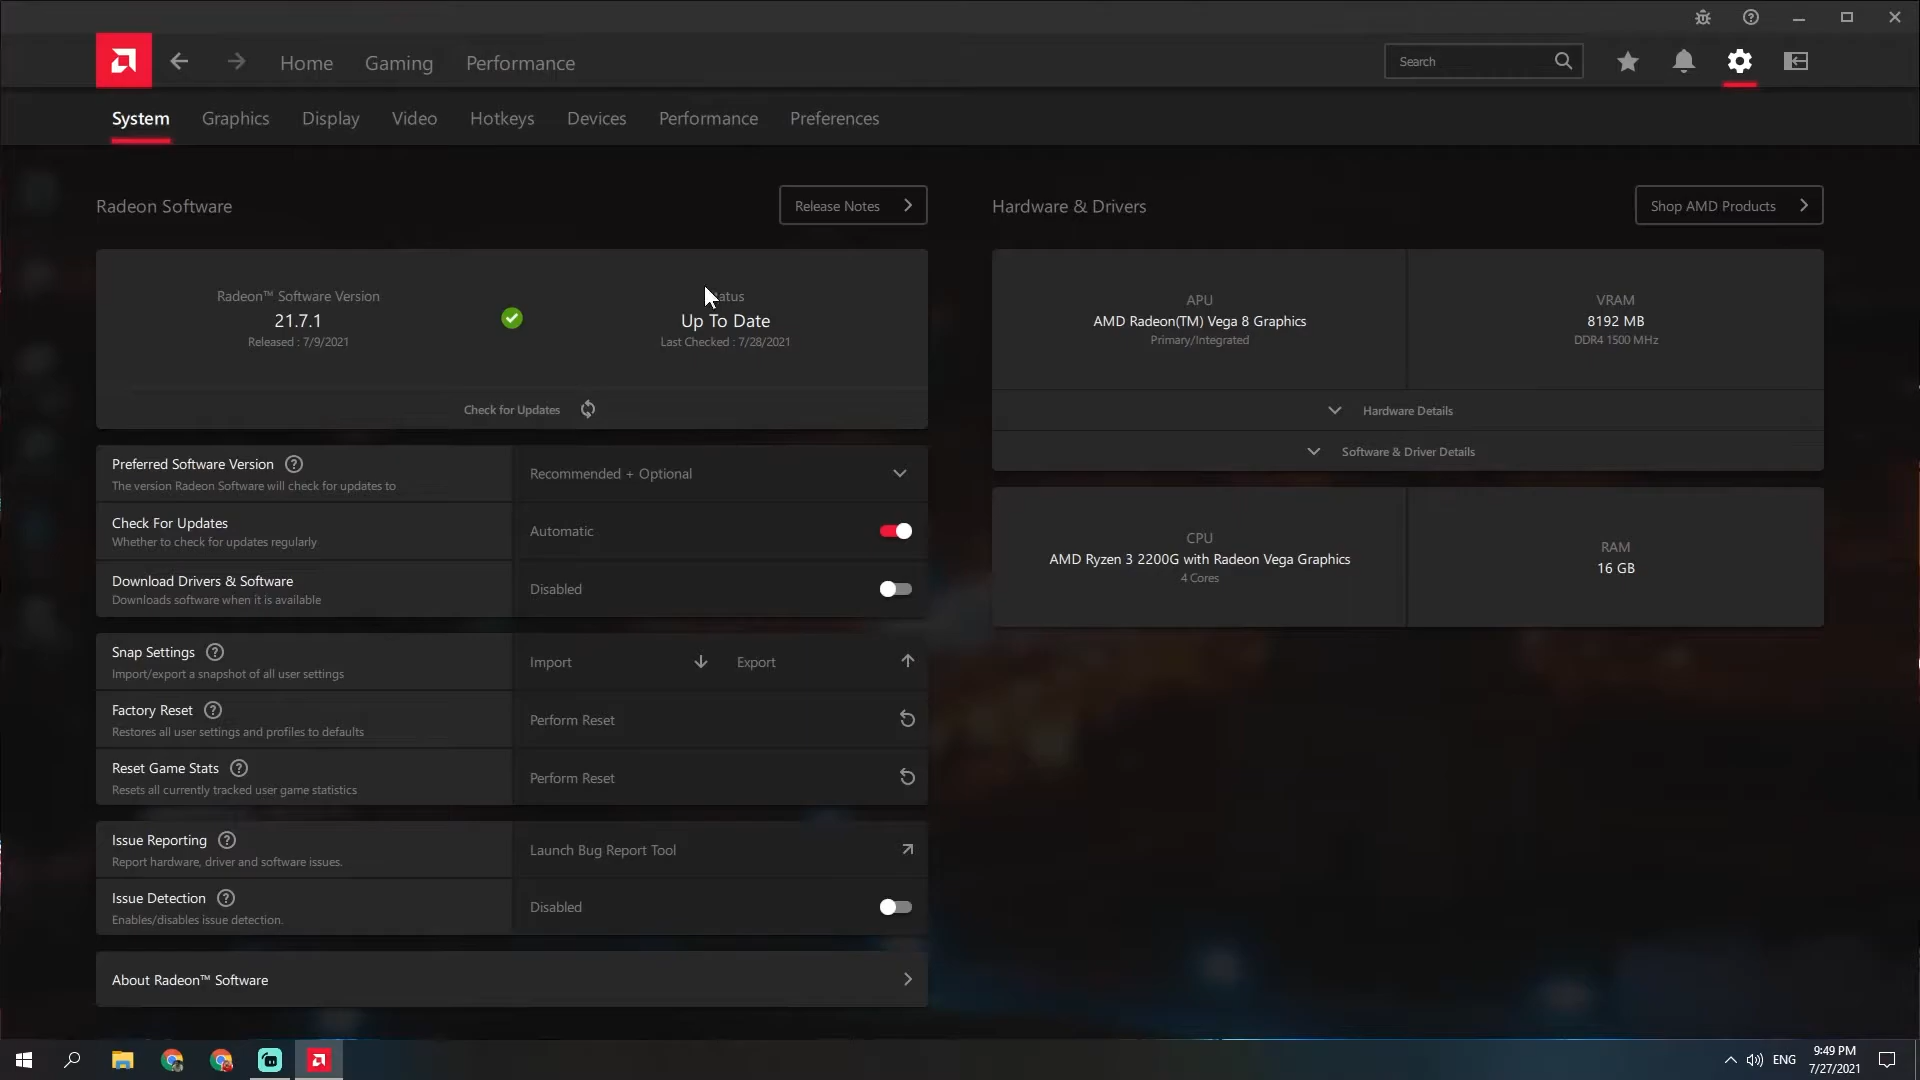 Home
Gaming
Performance
Search
System
Graphics
Display
Video
Hotkeys
Devices
Performance
Preferences
Radeon Software
Release Notes
Radeon™ Software Version
21.7.1
Released : 7/9/2021
Up To Date
Last Checked : 7/28/2021
Check for Updates
Preferred Software Version
The version Radeon Software will check for updates to
Recommended + Optional
Check For Updates
Whether to check for updates regularly
Automatic
Download Drivers & Software
Downloads software when it is available
Disabled
Snap Settings
Import/export a snapshot of all user settings
Import
Export
Factory Reset
Restores all user settings and profiles to defaults
Perform Reset
Reset Game Stats
Resets all currently tracked user game statistics
Perform Reset
Issue Reporting
Report hardware, driver and software issues.
Launch Bug Report Tool
Issue Detection
Enables/disables issue detection.
Disabled
About Radeon™ Software
Hardware & Drivers
Shop AMD Products
APU
AMD Radeon(TM) Vega 8 Graphics
Primary/Integrated
VRAM
8192 MB
DDR4 1500 MHz
Hardware Details
Software & Driver Details
CPU
AMD Ryzen 3 2200G with Radeon Vega Graphics
4 Cores
RAM
16 GB
ENG
9:49 PM
7/27/2021